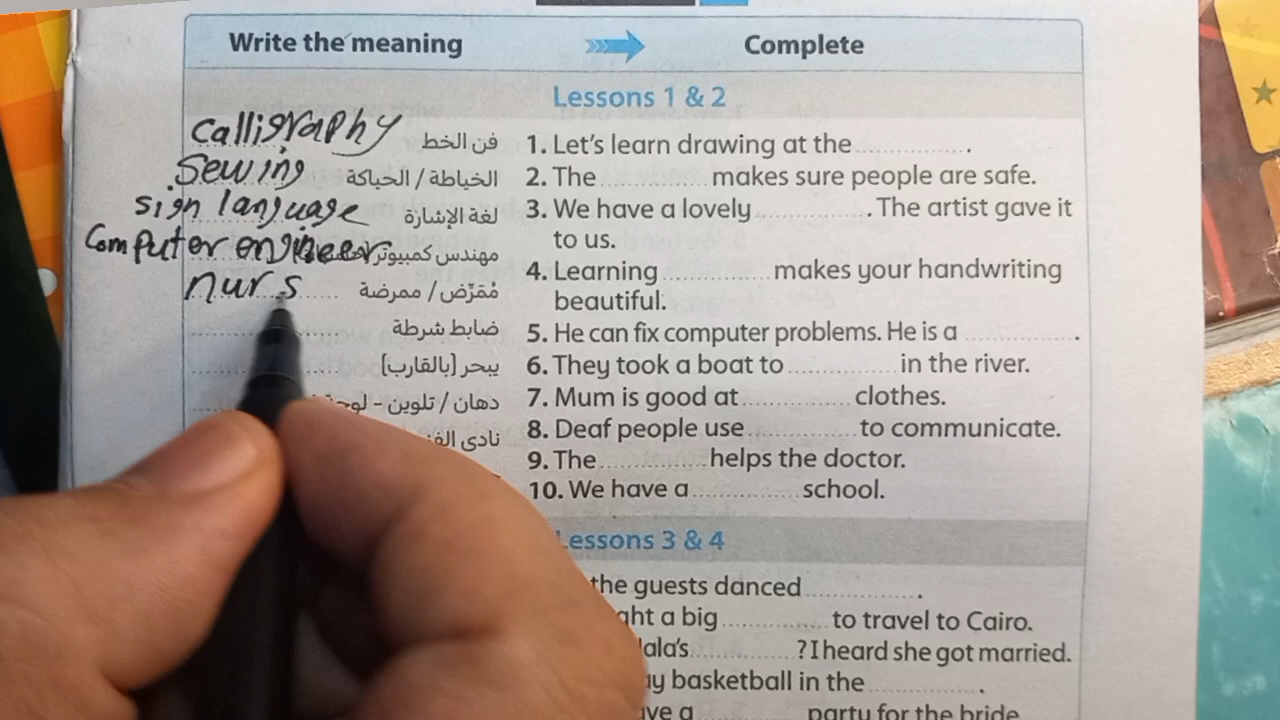 Write the meaning Complete
Lessons 1 & 2
calligraphy فن الخط
Sewing الخياطة / الحياكة
sign language لغة الإشارة
Computer engineer مهندس كمبيوتر
nurs مُمَرِّض / ممرضة
ضابط شرطة
يبحر (بالقارب)
دهان / تلوين -
نادى
1. Let's learn drawing at the .............. .
2. The .............. makes sure people are safe.
3. We have a lovely .............. . The artist gave it
to us.
4. Learning .............. makes your handwriting
beautiful.
5. He can fix computer problems. He is a .............. .
6. They took a boat to .............. in the river.
7. Mum is good at .............. clothes.
8. Deaf people use .............. to communicate.
9. The .............. helps the doctor.
10. We have a .............. school.
Lessons 3 & 4
the guests danced .............. .
a big .............. to travel to Cairo.
.............. ? I heard she got married.
basketball in the .............. .
a .............. party for the bride